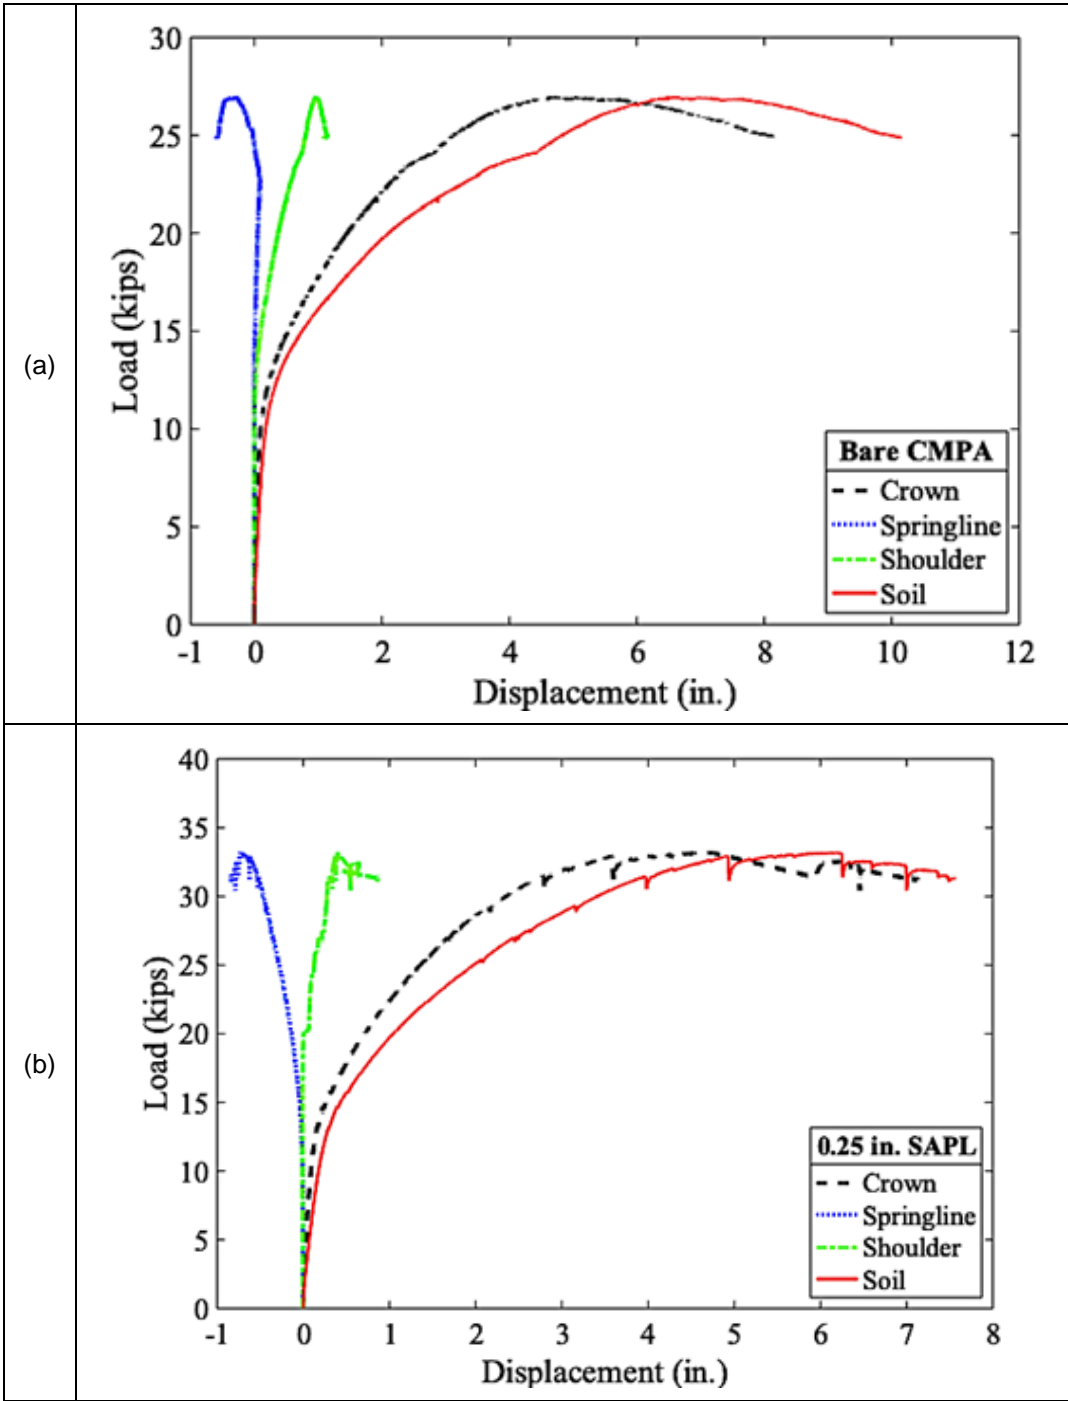 (a)
30
25
20
15
10
5
0
Load (kips)
-1 0 2 4 6 8 10 12
Displacement (in.)
Bare CMPA
Crown
Springline
Shoulder
Soil
(b)
40
35
30
25
20
15
10
5
0
Load (kips)
-1 0 1 2 3 4 5 6 7 8
Displacement (in.)
0.25 in. SAPL
Crown
Springline
Shoulder
Soil